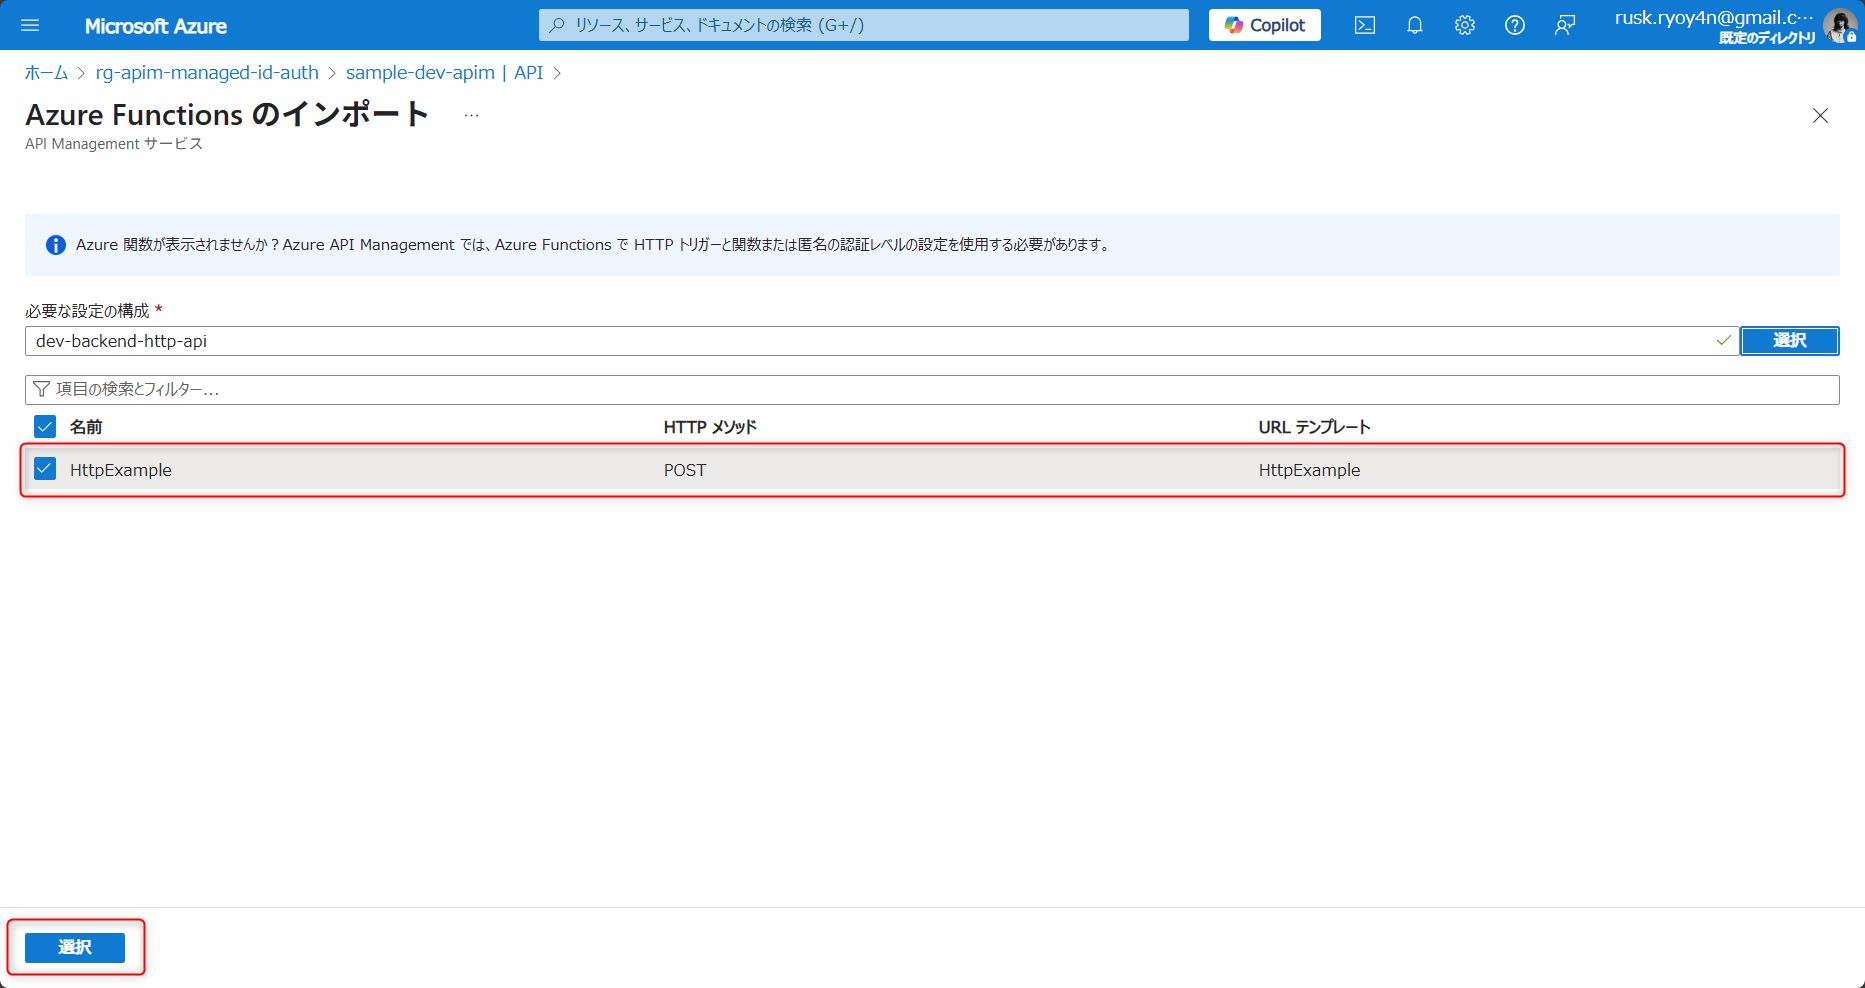 Microsoft Azure
リソース、サービス、ドキュメントの検索 (G+/)
Copilot
rusk.ryoy4n@gmail.c…
既定のディレクトリ
ホーム > rg-apim-managed-id-auth > sample-dev-apim | API >
Azure Functions のインポート …
API Management サービス
Azure 関数が表示されませんか？Azure API Management では、Azure Functions で HTTP トリガーと関数または匿名の認証レベルの設定を使用する必要があります。
必要な設定の構成 *
dev-backend-http-api
選択
項目の検索とフィルター...
名前 HTTP メソッド URL テンプレート
HttpExample POST HttpExample
選択